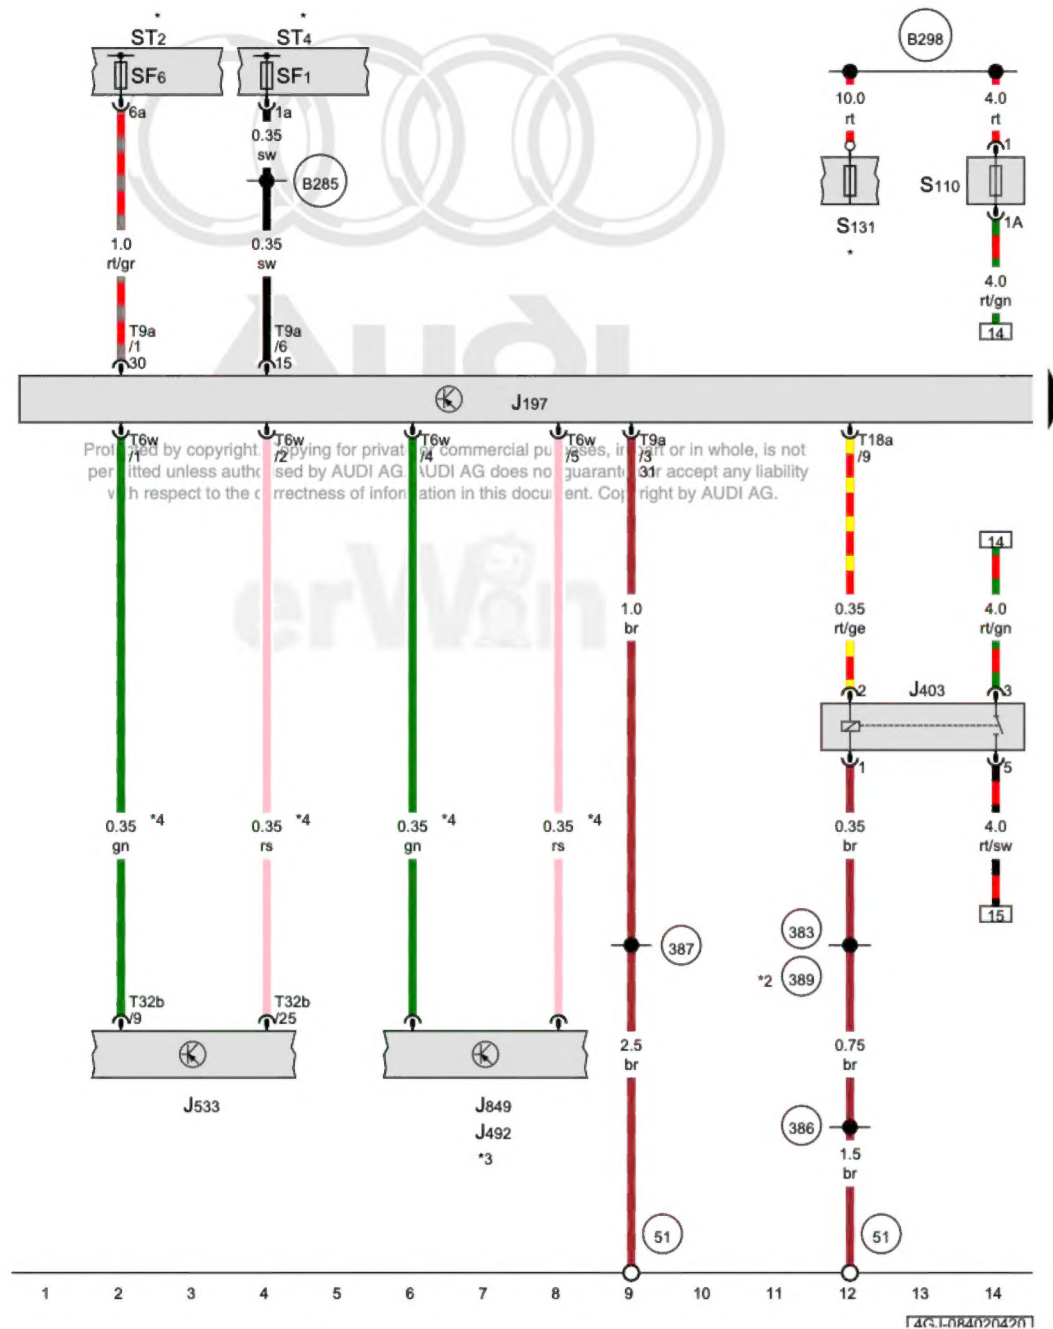 *
*
ST2
ST4
B298
SF6
SF1
6a
1a
10.0
4.0
rt
rt
0.35
sw
1
B285
S110
S131
1A
*
1.0
rt/gr
0.35
sw
4.0
rt/gn
14
T9a
/1
30
T9a
/6
15
Audi
J197
T6w
/1
T6w
/2
T6w
/4
T6w
/5
T9a
/3
31
T18a
/9
Protected by copyright. Copying for private or commercial purposes, in part or in whole, is not
permitted unless authorised by AUDI AG. AUDI AG does not guarantee or accept any liability
with respect to the correctness of information in this document. Copyright by AUDI AG.
erWin
14
1.0
br
0.35
rt/ge
4.0
rt/gn
2
J403
3
1
5
0.35
gn
*4
0.35
rs
*4
0.35
gn
*4
0.35
rs
*4
0.35
br
4.0
rt/sw
15
387
383
*2
389
T32b
/9
T32b
/25
2.5
br
0.75
br
J533
J849
J492
*3
386
1.5
br
51
51
1 2 3 4 5 6 7 8 9 10 11 12 13 14
4GJ-084020420